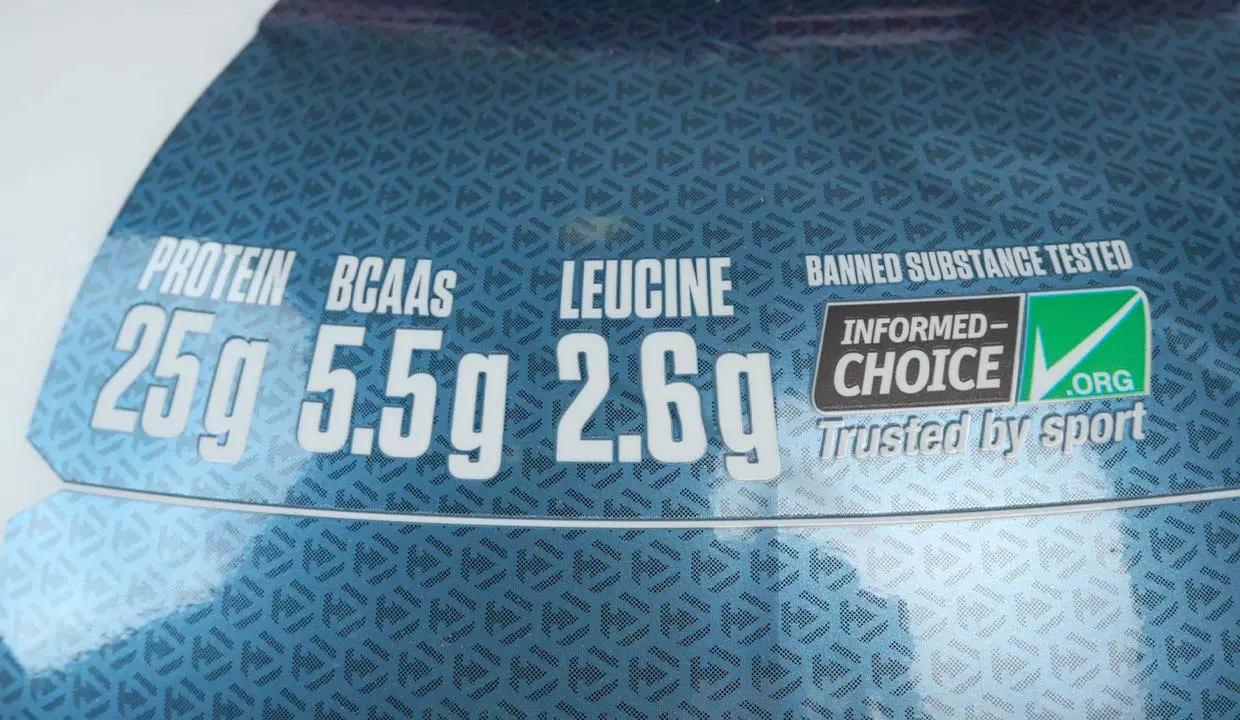 PROTEIN
25g
BCAAs
5.5g
LEUCINE
2.6g
BANNED SUBSTANCE TESTED
INFORMED-
CHOICE
.ORG
Trusted by sport